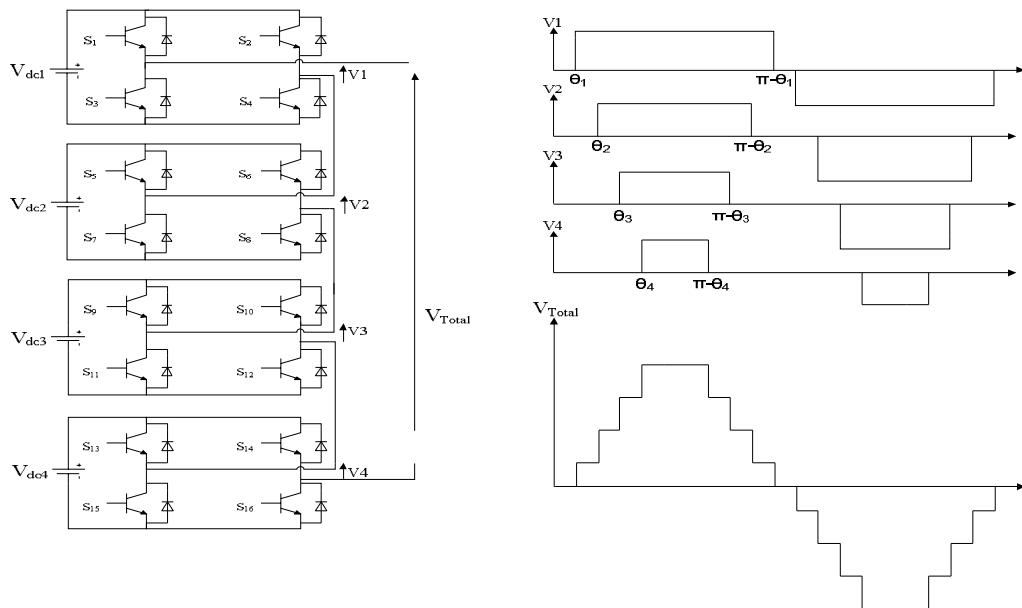 S1
S2
Vdc1
V1
S3
S4
S5
S6
Vdc2
V2
S7
S8
S9
S10
Vdc3
V3
S11
S12
VTotal
S13
S14
Vdc4
V4
S15
S16
V1
θ1
π-θ1
V2
θ2
π-θ2
V3
θ3
π-θ3
V4
θ4
π-θ4
VTotal